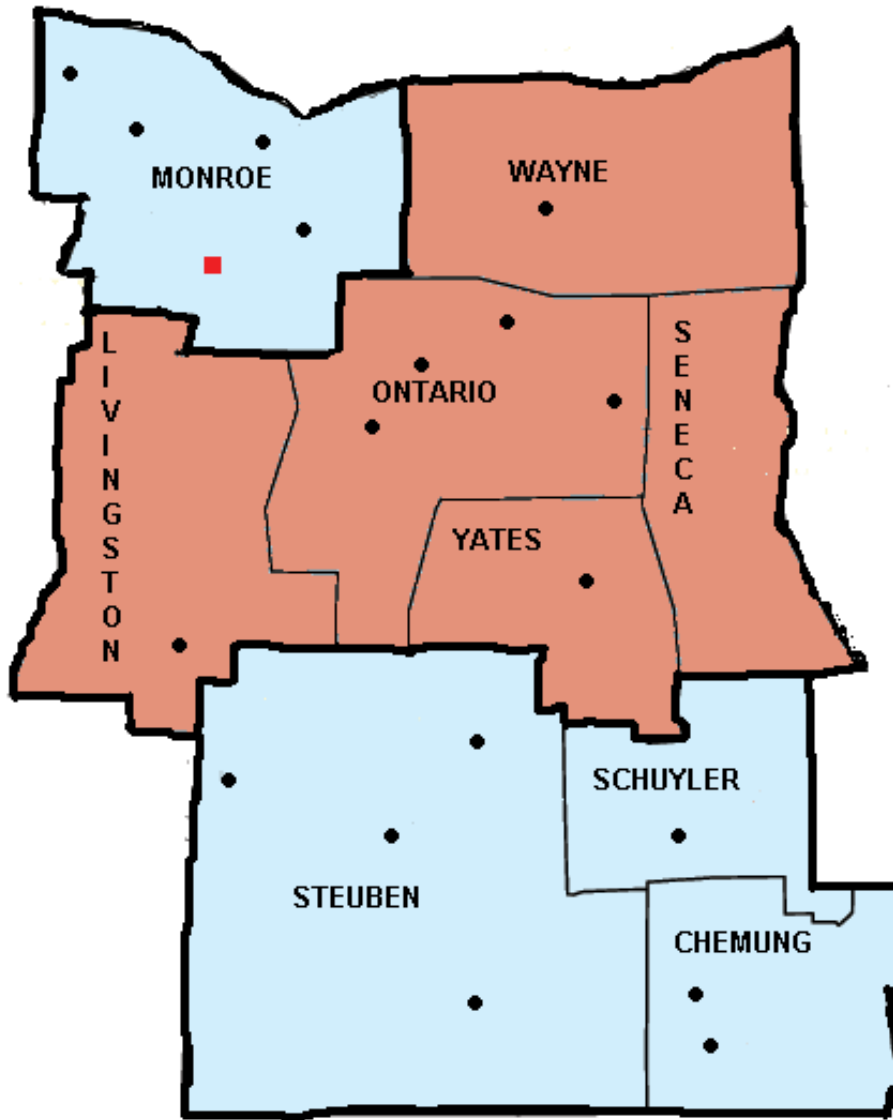 MONROE
WAYNE
LIVINGSTON
ONTARIO
SENECA
YATES
SCHUYLER
STEUBEN
CHEMUNG